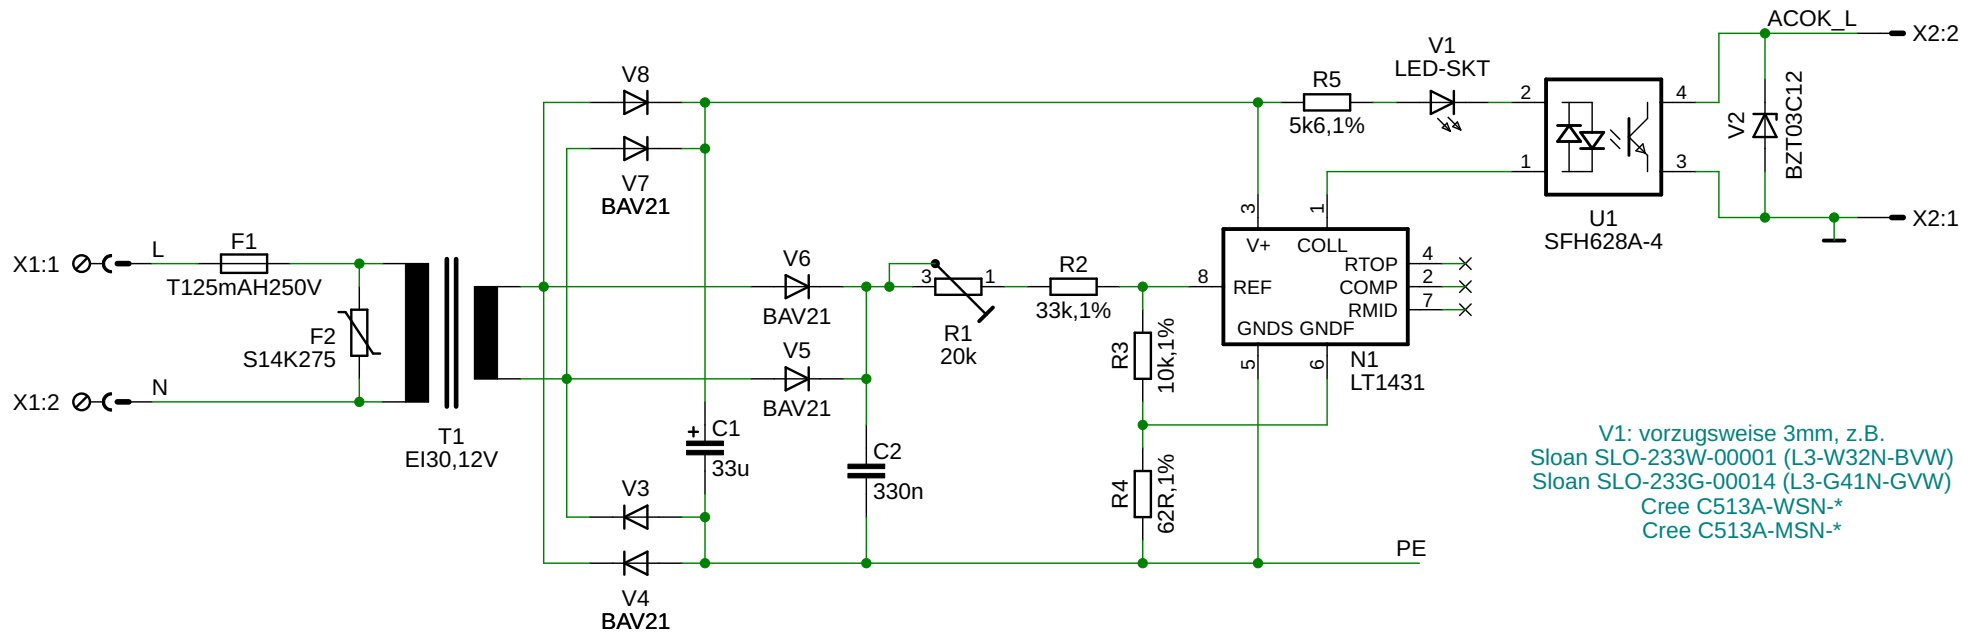 ACOK_L
X2:2
V1
LED-SKT
V8
R5
5k6,1%
2
4
V2
BZT03C12
V7
BAV21
1
3
3
1
X2:1
U1
SFH628A-4
X1:1
L
F1
T125mAH250V
V6
BAV21
3
1
R1
20k
R2
33k,1%
8
V+
COLL
REF
RTOP
COMP
RMID
GNDS
GNDF
4
2
7
5
6
N1
LT1431
F2
S14K275
V5
BAV21
R3
10k,1%
X1:2
N
T1
EI30,12V
+
C1
33u
C2
330n
V3
R4
62R,1%
V4
BAV21
PE
V1: vorzugsweise 3mm, z.B.
Sloan SLO-233W-00001 (L3-W32N-BVW)
Sloan SLO-233G-00014 (L3-G41N-GVW)
Cree C513A-WSN-*
Cree C513A-MSN-*